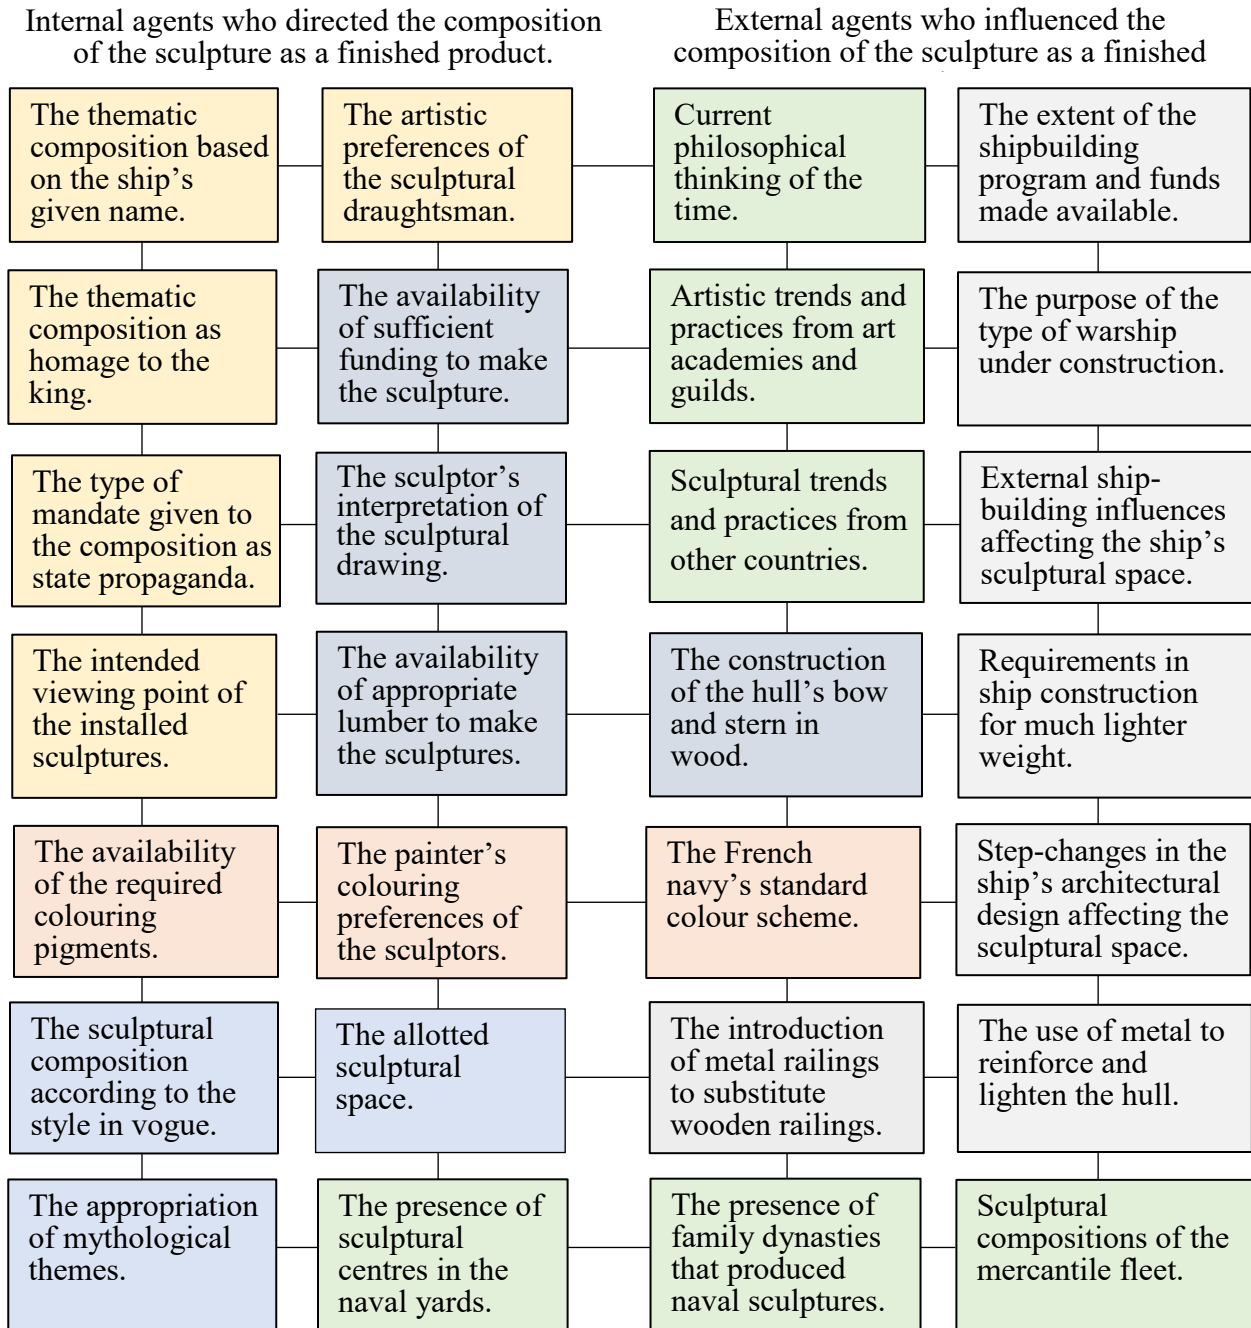 Internal agents who directed the composition
of the sculpture as a finished product.
External agents who influenced the
composition of the sculpture as a finished
The thematic
composition based
on the ship’s
given name.
The artistic
preferences of
the sculptural
draughtsman.
Current
philosophical
thinking of the
time.
The extent of the
shipbuilding
program and funds
made available.
The thematic
composition as
homage to the
king.
The availability
of sufficient
funding to make
the sculpture.
Artistic trends and
practices from art
academies and
guilds.
The purpose of the
type of warship
under construction.
The type of
mandate given to
the composition as
state propaganda.
The sculptor’s
interpretation of
the sculptural
drawing.
Sculptural trends
and practices from
other countries.
External ship-
building influences
affecting the ship’s
sculptural space.
The intended
viewing point of
the installed
sculptures.
The availability
of appropriate
lumber to make
the sculptures.
The construction
of the hull’s bow
and stern in
wood.
Requirements in
ship construction
for much lighter
weight.
The availability
of the required
colouring
pigments.
The painter’s
colouring
preferences of
the sculptors.
The French
navy’s standard
colour scheme.
Step-changes in the
ship’s architectural
design affecting the
sculptural space.
The sculptural
composition
according to the
style in vogue.
The allotted
sculptural
space.
The introduction
of metal railings
to substitute
wooden railings.
The use of metal to
reinforce and
lighten the hull.
The appropriation
of mythological
themes.
The presence of
sculptural
centres in the
naval yards.
The presence of
family dynasties
that produced
naval sculptures.
Sculptural
compositions of the
mercantile fleet.